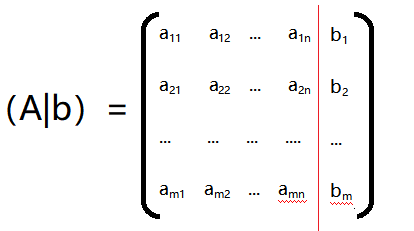 a₁₁ a₁₂ ... a₁ₙ b₁
a₂₁ a₂₂ ... a₂ₙ b₂
(A|b) =
... ... ... .... ...
aₘ₁ aₘ₂ ... aₘₙ bₘ